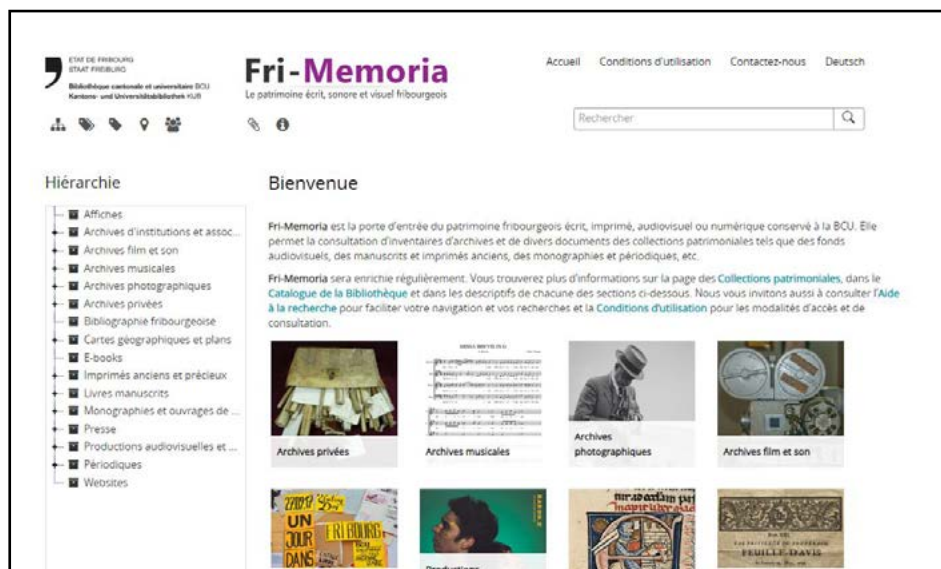 ETAT DE FRIBOURG
STAAT FREIBURG
Bibliothèque cantonale et universitaire BCU
Kantons- und Universitätsbibliothek KUB
Fri-Memoria
Le patrimoine écrit, sonore et visuel fribourgeois
Accueil Conditions d'utilisation Contactez-nous Deutsch
Rechercher
Hiérarchie
Affiches
Archives d'institutions et assoc...
Archives film et son
Archives musicales
Archives photographiques
Archives privées
Bibliographie fribourgeoise
Cartes géographiques et plans
E-books
Imprimés anciens et précieux
Livres manuscrits
Monographies et ouvrages de ...
Presse
Productions audiovisuelles et ...
Périodiques
Websites
Bienvenue
Fri-Memoria est la porte d'entrée du patrimoine fribourgeois écrit, imprimé, audiovisuel ou numérique conservé à la BCU. Elle
permet la consultation d'inventaires d'archives et de divers documents des collections patrimoniales tels que des fonds
audiovisuels, des manuscrits et imprimés anciens, des monographies et périodiques, etc.
Fri-Memoria sera enrichie régulièrement. Vous trouverez plus d'informations sur la page des Collections patrimoniales, dans le
Catalogue de la Bibliothèque et dans les descriptifs de chacune des sections ci-dessous. Nous vous invitons aussi à consulter l'Aide
à la recherche pour faciliter votre navigation et vos recherches et la Conditions d'utilisation pour les modalités d'accès et de
consultation.
Archives privées
MISSA BREVIS IN G
Archives musicales
Archives
photographiques
Archives film et son
27.09.17
UN
JOUR
DANS
FRIBOURG
BCU
Productions
FEUILLE D'AVIS